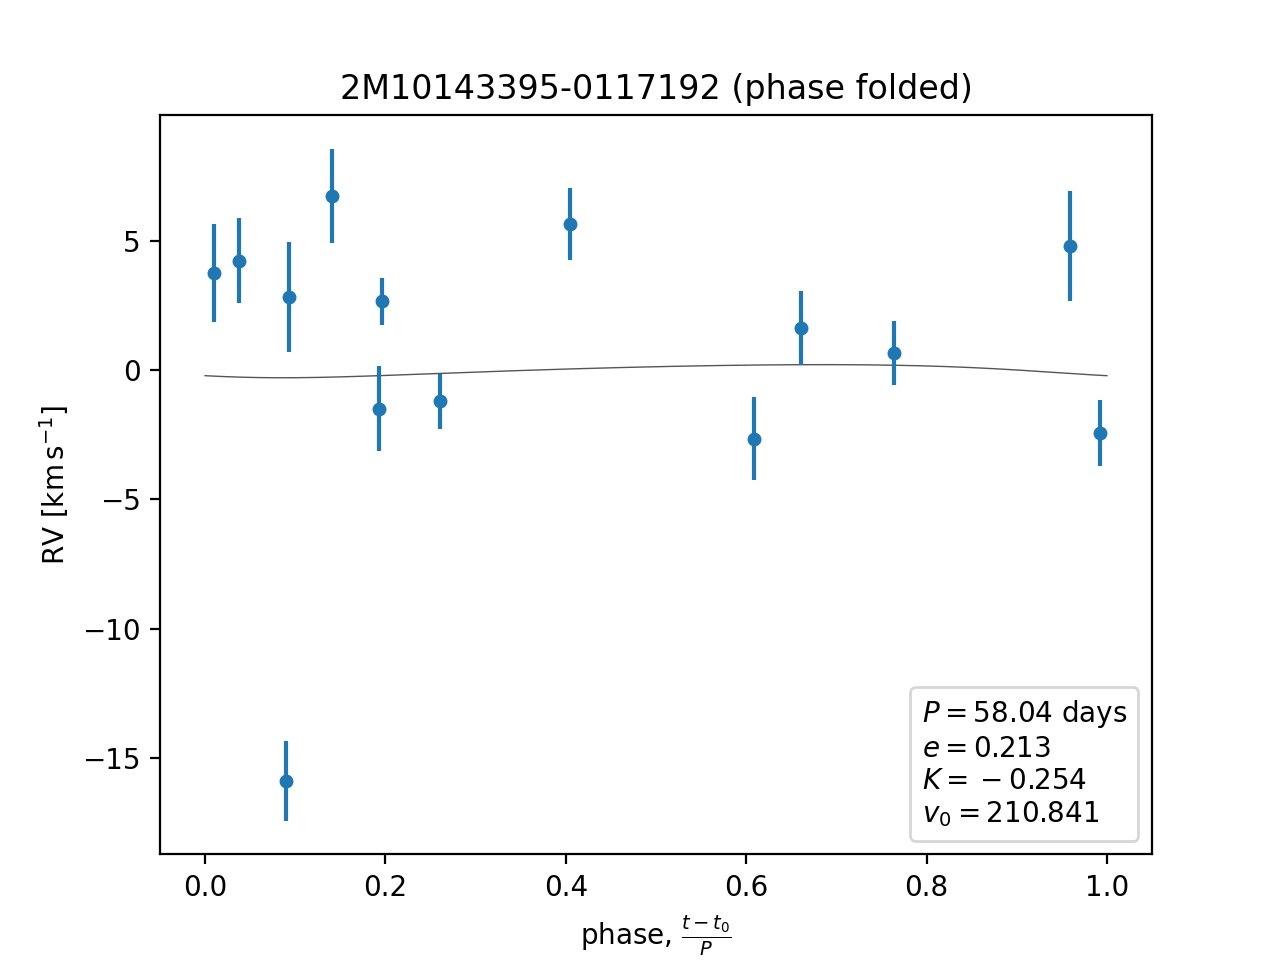 2M10143395-0117192 (phase folded)
RV [km s⁻¹]
5
0
−5
−10
−15
P = 58.04 days
e = 0.213
K = −0.254
v₀ = 210.841
0.0 0.2 0.4 0.6 0.8 1.0
phase, (t − t₀)/P